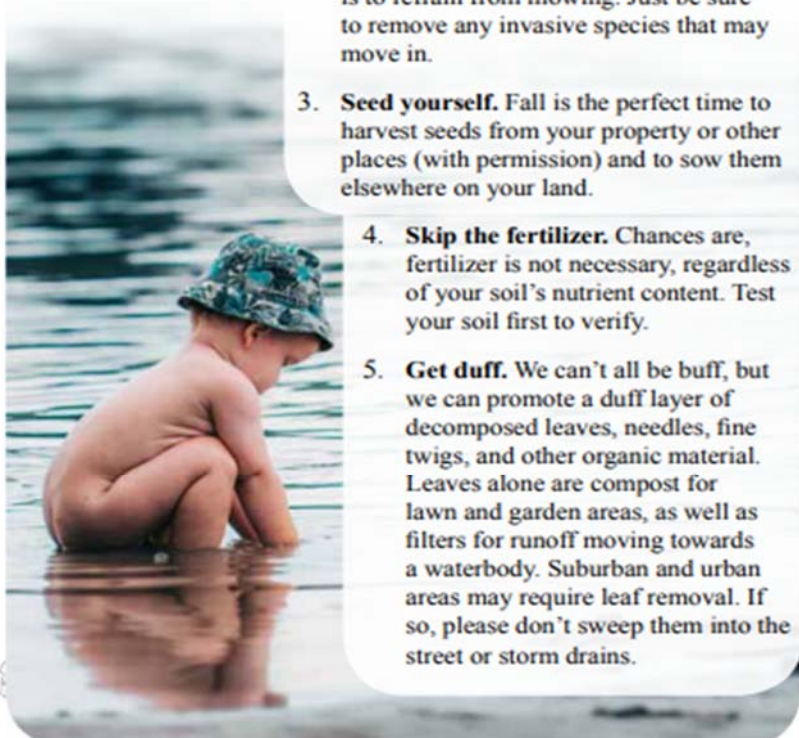 to remove any invasive species that may
move in.
3. Seed yourself. Fall is the perfect time to
harvest seeds from your property or other
places (with permission) and to sow them
elsewhere on your land.
4. Skip the fertilizer. Chances are,
fertilizer is not necessary, regardless
of your soil’s nutrient content. Test
your soil first to verify.
5. Get duff. We can’t all be buff, but
we can promote a duff layer of
decomposed leaves, needles, fine
twigs, and other organic material.
Leaves alone are compost for
lawn and garden areas, as well as
filters for runoff moving towards
a waterbody. Suburban and urban
areas may require leaf removal. If
so, please don’t sweep them into the
street or storm drains.